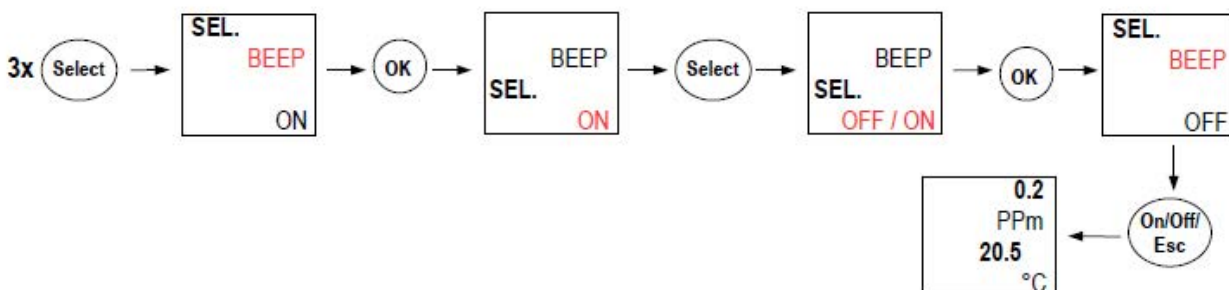 3x Select
SEL.
BEEP
ON
OK
BEEP
SEL.
ON
Select
BEEP
SEL.
OFF / ON
OK
SEL.
BEEP
OFF
On/Off/
Esc
0.2
PPm
20.5
°C